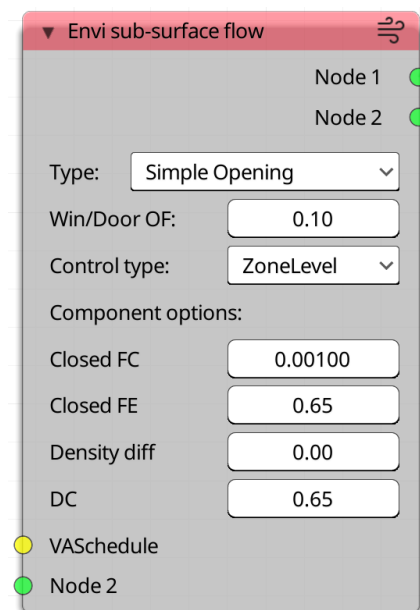 Envi sub-surface flow
Node 1
Node 2
Type: Simple Opening
Win/Door OF: 0.10
Control type: ZoneLevel
Component options:
Closed FC 0.00100
Closed FE 0.65
Density diff 0.00
DC 0.65
VASchedule
Node 2